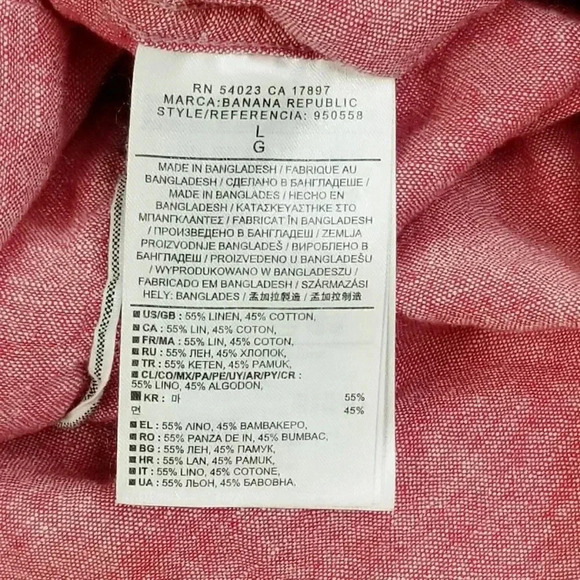 RN 54023 CA 17897
MARCA:BANANA REPUBLIC
STYLE/REFERENCIA: 950558
L
G
MADE IN BANGLADESH / FABRIQUE AU
BANGLADESH / СДЕЛАНО В БАНГЛАДЕШЕ /
MADE IN BANGLADES / HECHO EN
BANGLADESH / ΚΑΤΑΣΚΕΥΑΣΤΗΚΕ ΣΤΟ
ΜΠΑΝΓΚΛΑΝΤΕΣ / FABRICAT ÎN BANGLADESH
/ ПРОИЗВЕДЕНО В БАНГЛАДЕШ / ZEMLJA
PROIZVODNJE BANGLADEŠ / ВИРОБЛЕНО В
БАНГЛАДЕШ / PROIZVEDENO U BANGLADEŠU
/ WYPRODUKOWANO W BANGLADESZU /
FABRICADO EM BANGLADESH / SZÁRMAZÁSI
HELY: BANGLADES / 孟加拉製造 / 孟加拉制造
US/GB : 55% LINEN, 45% COTTON,
CA : 55% LIN, 45% COTON,
FR/MA : 55% LIN, 45% COTON,
RU : 55% ЛЕН, 45% ХЛОПОК,
TR : 55% KETEN, 45% PAMUK,
CL/CO/MX/PA/PE/UY/AR/PY/CR :
55% LINO, 45% ALGODON,
KR : 마 55%
면 45%
EL : 55% ΛΙΝΟ, 45% ΒΑΜΒΑΚΕΡΟ,
RO : 55% PANZA DE IN, 45% BUMBAC,
BG : 55% ЛЕН, 45% ПАМУК,
HR : 55% LAN, 45% PAMUK,
IT : 55% LINO, 45% COTONE,
UA : 55% ЛЬОН, 45% БАВОВНА,